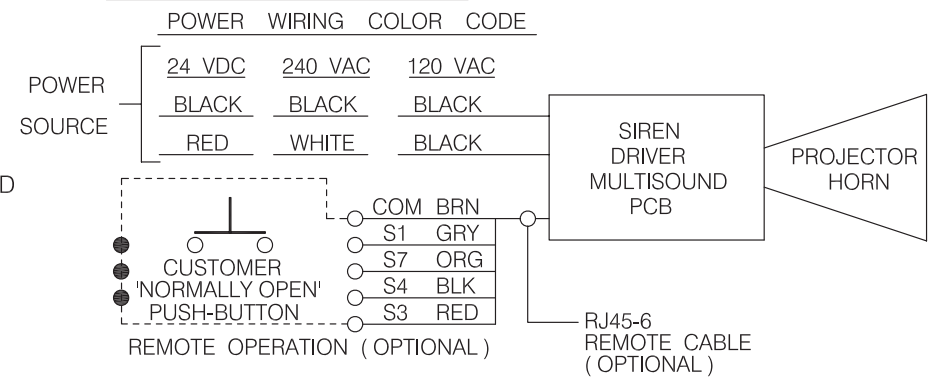 POWER WIRING COLOR CODE
24 VDC 240 VAC 120 VAC
BLACK BLACK BLACK
RED WHITE BLACK
POWER
SOURCE
SIREN
DRIVER
MULTISOUND
PCB
PROJECTOR
HORN
D
COM BRN
S1 GRY
S7 ORG
S4 BLK
S3 RED
CUSTOMER
'NORMALLY OPEN'
PUSH-BUTTON
REMOTE OPERATION (OPTIONAL)
RJ45-6
REMOTE CABLE
(OPTIONAL)